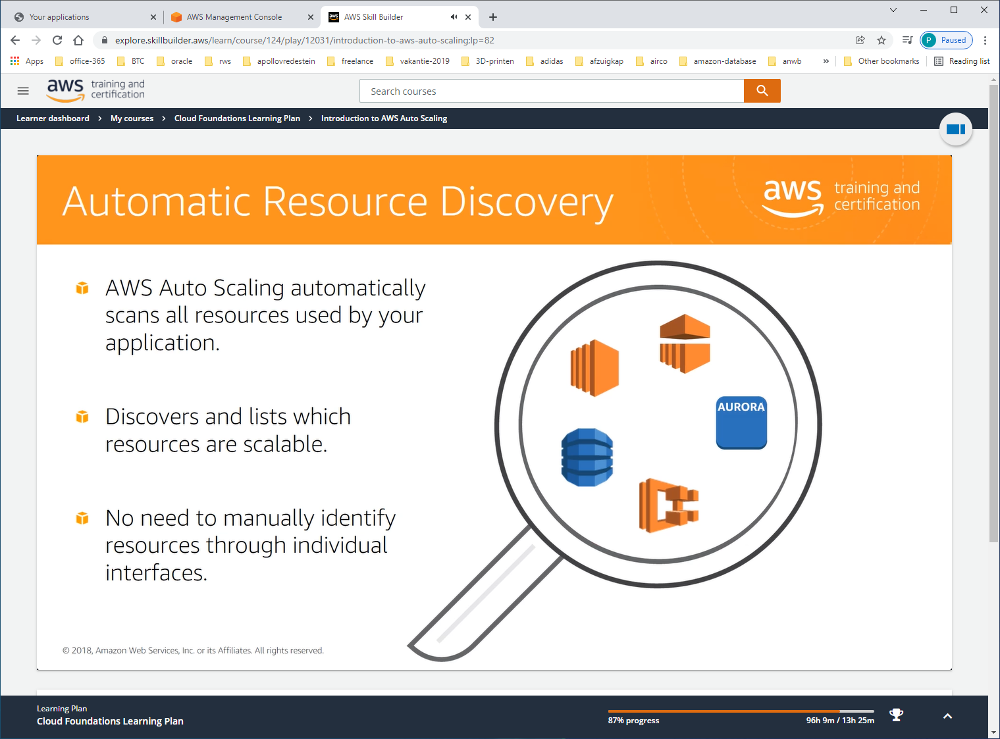 Your applications
AWS Management Console
aws AWS Skill Builder
explore.skillbuilder.aws/learn/course/124/play/12031/introduction-to-aws-auto-scaling;lp=82
P Paused
Apps office-365 BTC oracle rws apollovredestein freelance vakantie-2019 3D-printen adidas afzuigkap airco amazon-database anwb » Other bookmarks Reading list
aws training and
certification
Search courses
Learner dashboard > My courses > Cloud Foundations Learning Plan > Introduction to AWS Auto Scaling
Automatic Resource Discovery
aws training and
certification
AWS Auto Scaling automatically
scans all resources used by your
application.
Discovers and lists which
resources are scalable.
No need to manually identify
resources through individual
interfaces.
AURORA
© 2018, Amazon Web Services, Inc. or its Affiliates. All rights reserved.
Learning Plan
Cloud Foundations Learning Plan
87% progress
96h 9m / 13h 25m